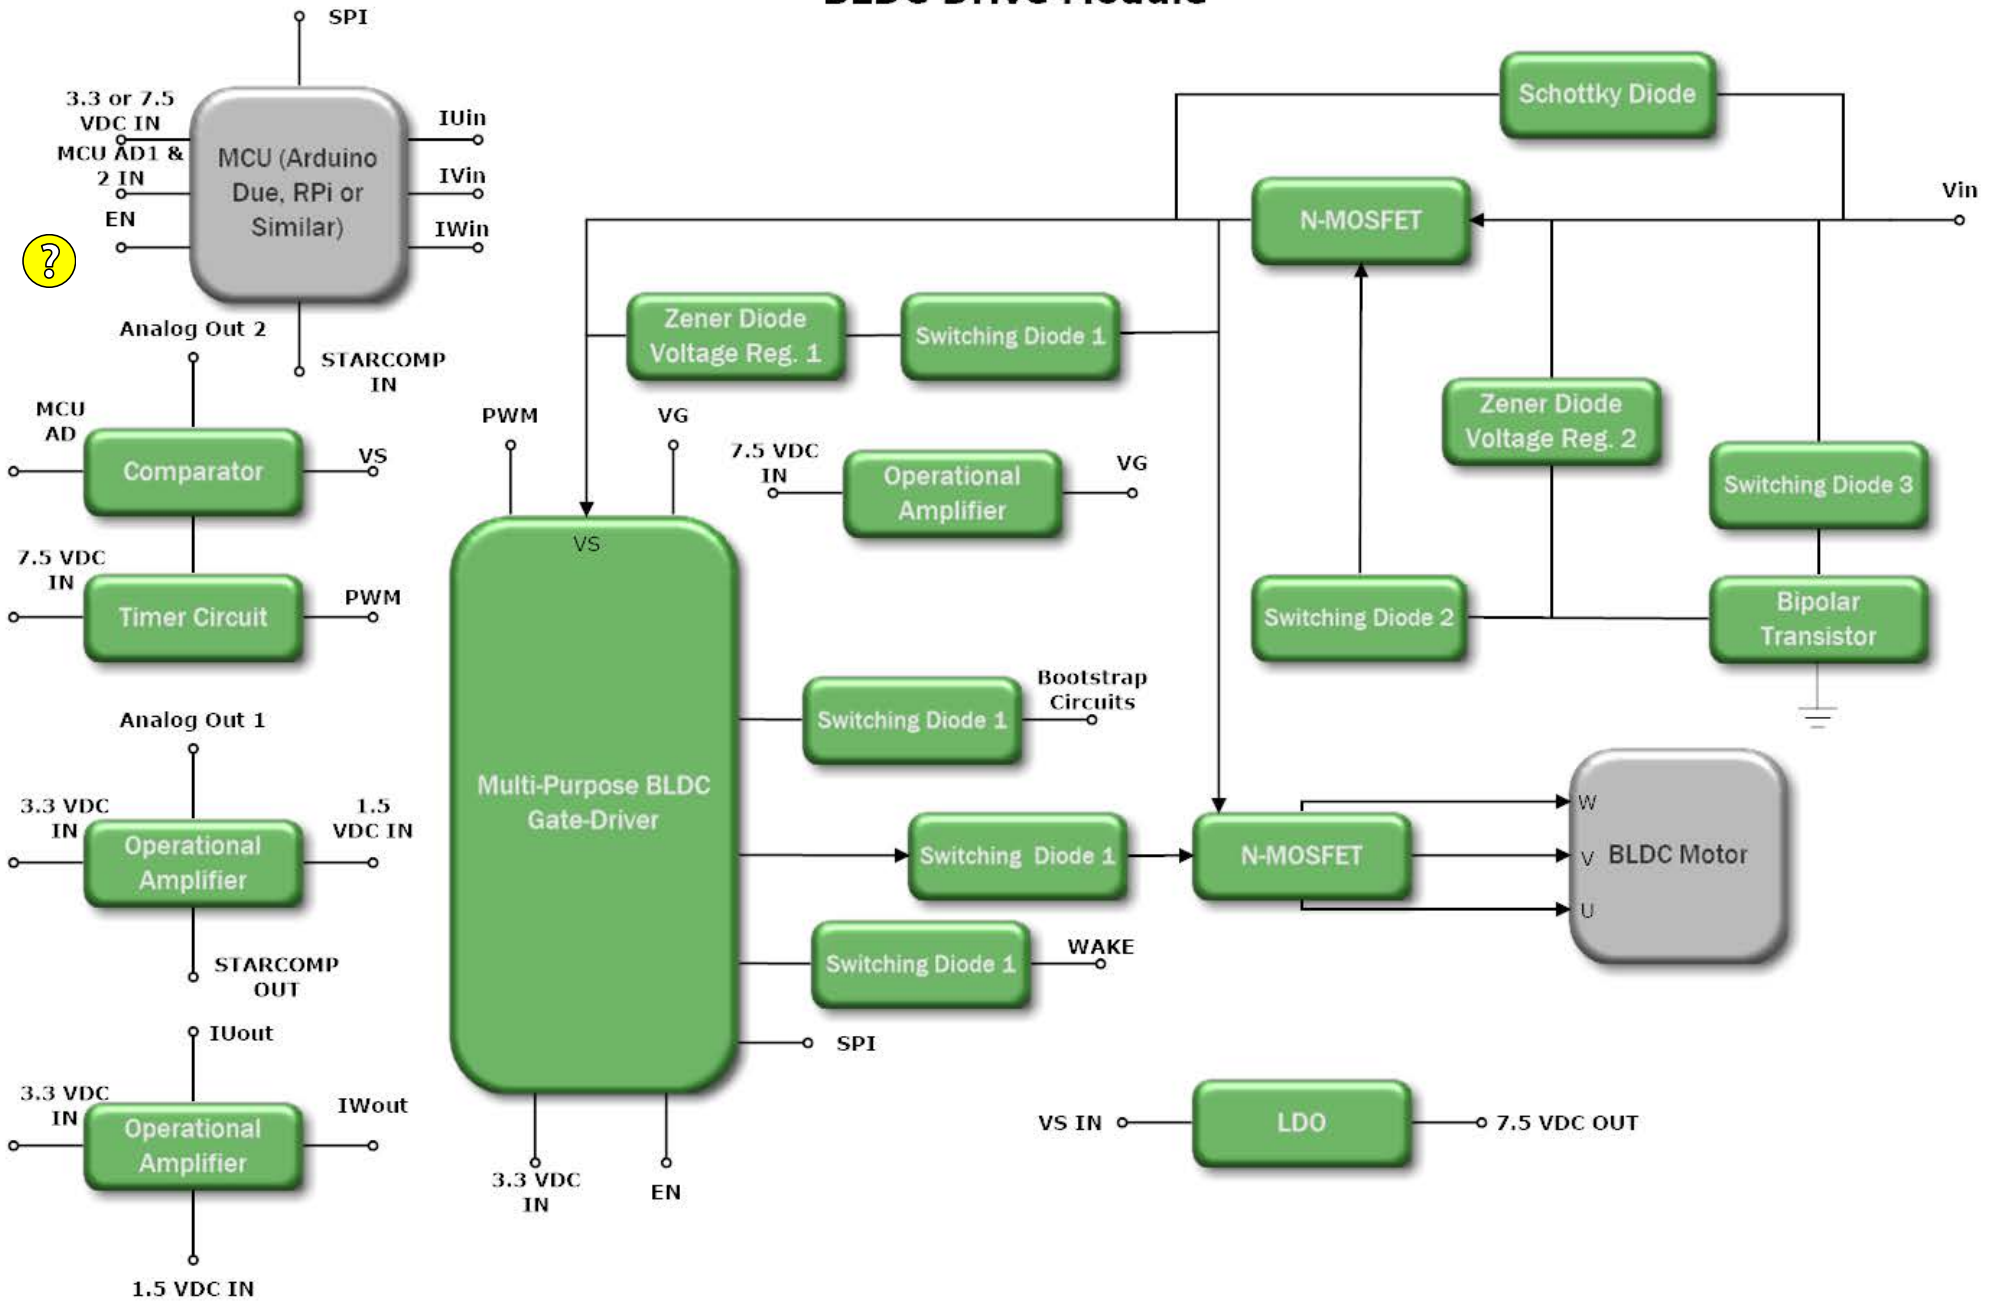 BLDC Drive Module
SPI
3.3 or 7.5
VDC IN
MCU AD1 &
2 IN
EN
MCU (Arduino
Due, RPi or
Similar)
IUin
IVin
IWin
?
STARCOMP
IN
Analog Out 2
MCU
AD
Comparator
VS
7.5 VDC
IN
Timer Circuit
PWM
Analog Out 1
3.3 VDC
IN
Operational
Amplifier
1.5
VDC IN
STARCOMP
OUT
IUout
3.3 VDC
IN
Operational
Amplifier
IWout
1.5 VDC IN
Schottky Diode
N-MOSFET
Vin
Zener Diode
Voltage Reg. 1
Switching Diode 1
PWM
VG
VS
7.5 VDC
IN
Operational
Amplifier
VG
Zener Diode
Voltage Reg. 2
Switching Diode 3
Switching Diode 2
Bipolar
Transistor
Multi-Purpose BLDC
Gate-Driver
Switching Diode 1
Bootstrap
Circuits
Switching Diode 1
N-MOSFET
W
V
U
BLDC Motor
Switching Diode 1
WAKE
SPI
3.3 VDC
IN
EN
VS IN
LDO
7.5 VDC OUT